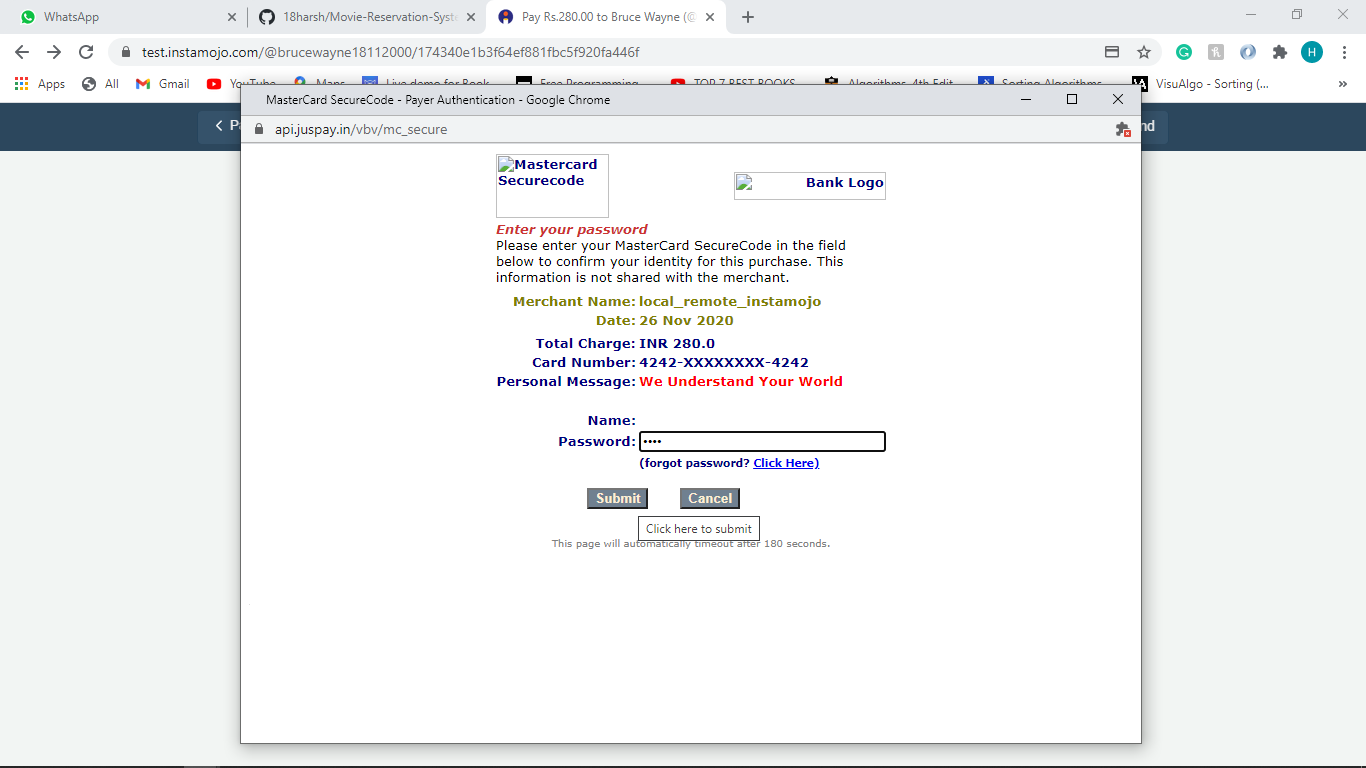 WhatsApp
18harsh/Movie-Reservation-Syste
Pay Rs.280.00 to Bruce Wayne (@
test.instamojo.com/@brucewayne18112000/174340e1b3f64ef881fbc5f920fa446f
H
Apps
All
Gmail
YouTube
Maps
Live demo for Book
Free Programming
TOP 7 BEST BOOKS
Algorithms, 4th Edit
Sorting Algorithms
VisuAlgo - Sorting (...
»
MasterCard SecureCode - Payer Authentication - Google Chrome
api.juspay.in/vbv/mc_secure
Mastercard
Securecode
Bank Logo
Enter your password
Please enter your MasterCard SecureCode in the field
below to confirm your identity for this purchase. This
information is not shared with the merchant.
Merchant Name: local_remote_instamojo
Date: 26 Nov 2020
Total Charge: INR 280.0
Card Number: 4242-XXXXXXXX-4242
Personal Message: We Understand Your World
Name:
Password: ••••
(forgot password? Click Here)
Submit
Cancel
Click here to submit
This page will automatically timeout after 180 seconds.